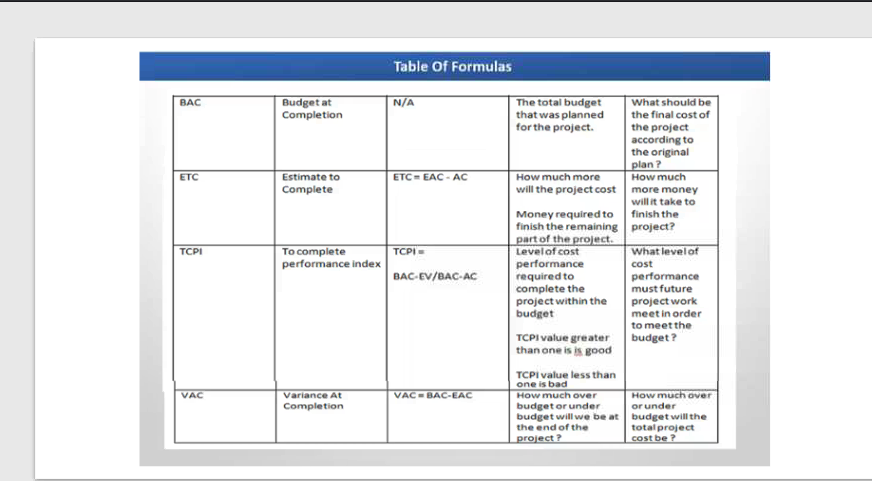 Table Of Formulas
BAC
Budget at
Completion
N/A
The total budget
that was planned
for the project.
What should be
the final cost of
the project
according to
the original
plan ?
ETC
Estimate to
Complete
ETC = EAC - AC
How much more
will the project cost
Money required to
finish the remaining
part of the project.
How much
more money
will it take to
finish the
project?
TCPI
To complete
performance index
TCPI =
BAC-EV/BAC-AC
Level of cost
performance
required to
complete the
project within the
budget
TCPI value greater
than one is is good
TCPI value less than
one is bad
What level of
cost
performance
must future
project work
meet in order
to meet the
budget ?
VAC
Variance At
Completion
VAC = BAC-EAC
How much over
budget or under
budget will we be at
the end of the
project ?
How much over
or under
budget will the
total project
cost be ?